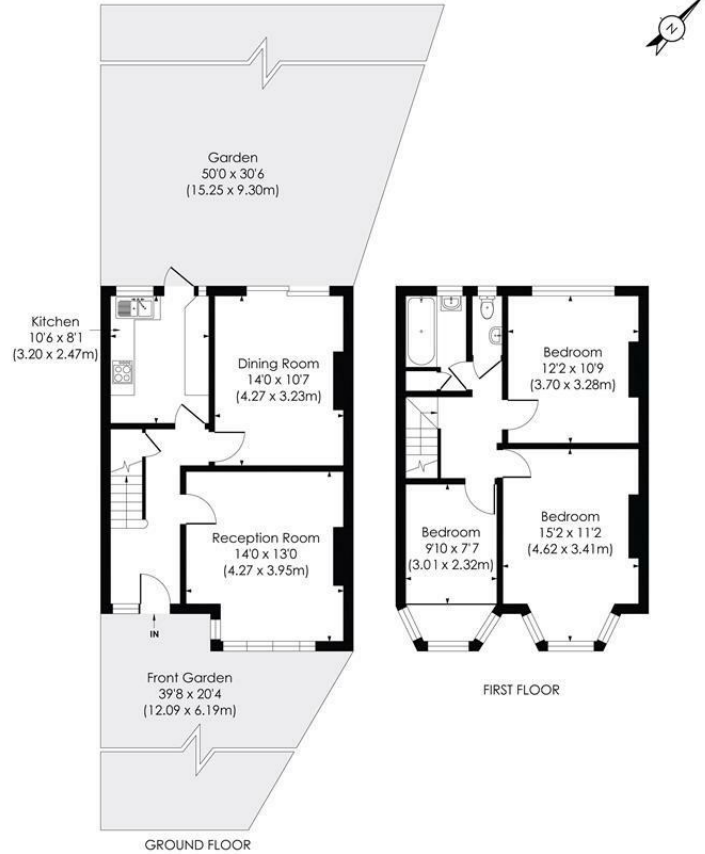 N
Garden
50'0 x 30'6
(15.25 x 9.30m)
Kitchen
10'6 x 8'1
(3.20 x 2.47m)
Dining Room
14'0 x 10'7
(4.27 x 3.23m)
Reception Room
14'0 x 13'0
(4.27 x 3.95m)
IN
Front Garden
39'8 x 20'4
(12.09 x 6.19m)
GROUND FLOOR
Bedroom
12'2 x 10'9
(3.70 x 3.28m)
Bedroom
9'10 x 7'7
(3.01 x 2.32m)
Bedroom
15'2 x 11'2
(4.62 x 3.41m)
FIRST FLOOR